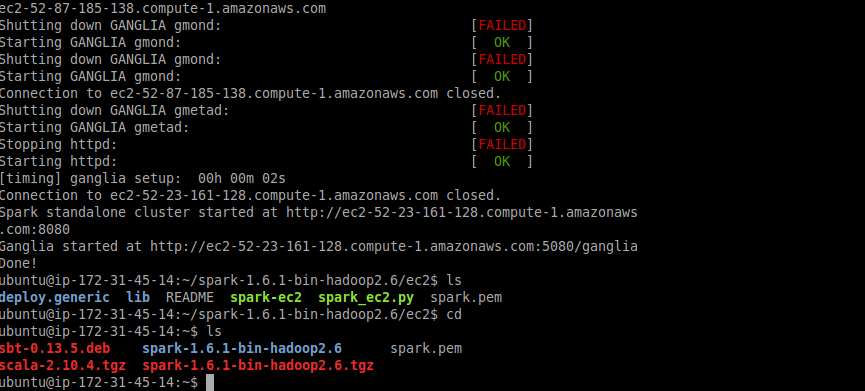 ec2-52-87-185-138.compute-1.amazonaws.com
Shutting down GANGLIA gmond: [FAILED]
Starting GANGLIA gmond: [ OK ]
Shutting down GANGLIA gmond: [FAILED]
Starting GANGLIA gmond: [ OK ]
Connection to ec2-52-87-185-138.compute-1.amazonaws.com closed.
Shutting down GANGLIA gmetad: [FAILED]
Starting GANGLIA gmetad: [ OK ]
Stopping httpd: [FAILED]
Starting httpd: [ OK ]
[timing] ganglia setup:  00h 00m 02s
Connection to ec2-52-23-161-128.compute-1.amazonaws.com closed.
Spark standalone cluster started at http://ec2-52-23-161-128.compute-1.amazonaws
.com:8080
Ganglia started at http://ec2-52-23-161-128.compute-1.amazonaws.com:5080/ganglia
Done!
ubuntu@ip-172-31-45-14:~/spark-1.6.1-bin-hadoop2.6/ec2$ ls
deploy.generic  lib  README  spark-ec2  spark_ec2.py  spark.pem
ubuntu@ip-172-31-45-14:~/spark-1.6.1-bin-hadoop2.6/ec2$ cd
ubuntu@ip-172-31-45-14:~$ ls
sbt-0.13.5.deb    spark-1.6.1-bin-hadoop2.6      spark.pem
scala-2.10.4.tgz  spark-1.6.1-bin-hadoop2.6.tgz
ubuntu@ip-172-31-45-14:~$